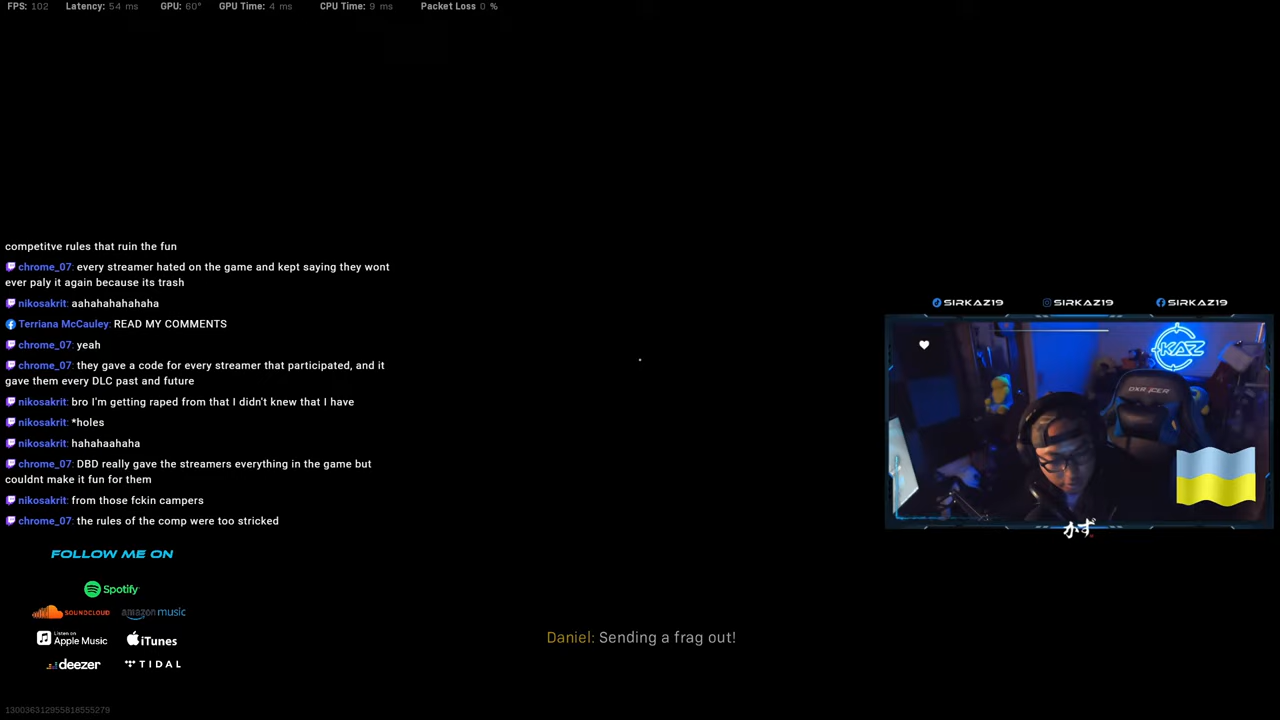 FPS: 102 Latency: 54 ms GPU: 60° GPU Time: 4 ms CPU Time: 9 ms Packet Loss 0 %
competitve rules that ruin the fun
chrome_07: every streamer hated on the game and kept saying they wont
ever paly it again because its trash
nikosakrit: aahahahahahaha
Terriana McCauley: READ MY COMMENTS
chrome_07: yeah
chrome_07: they gave a code for every streamer that participated, and it
gave them every DLC past and future
nikosakrit: bro I'm getting raped from that I didn't knew that I have
nikosakrit: *holes
nikosakrit: hahahaahaha
chrome_07: DBD really gave the streamers everything in the game but
couldnt make it fun for them
nikosakrit: from those fckin campers
chrome_07: the rules of the comp were too stricked
FOLLOW ME ON
Spotify
SOUNDCLOUD amazon music
Listen on
Apple Music iTunes
deezer TIDAL
SIRKAZ19 SIRKAZ19 SIRKAZ19
KAZ
DXRACER
かず
Daniel: Sending a frag out!
130036312955818555279